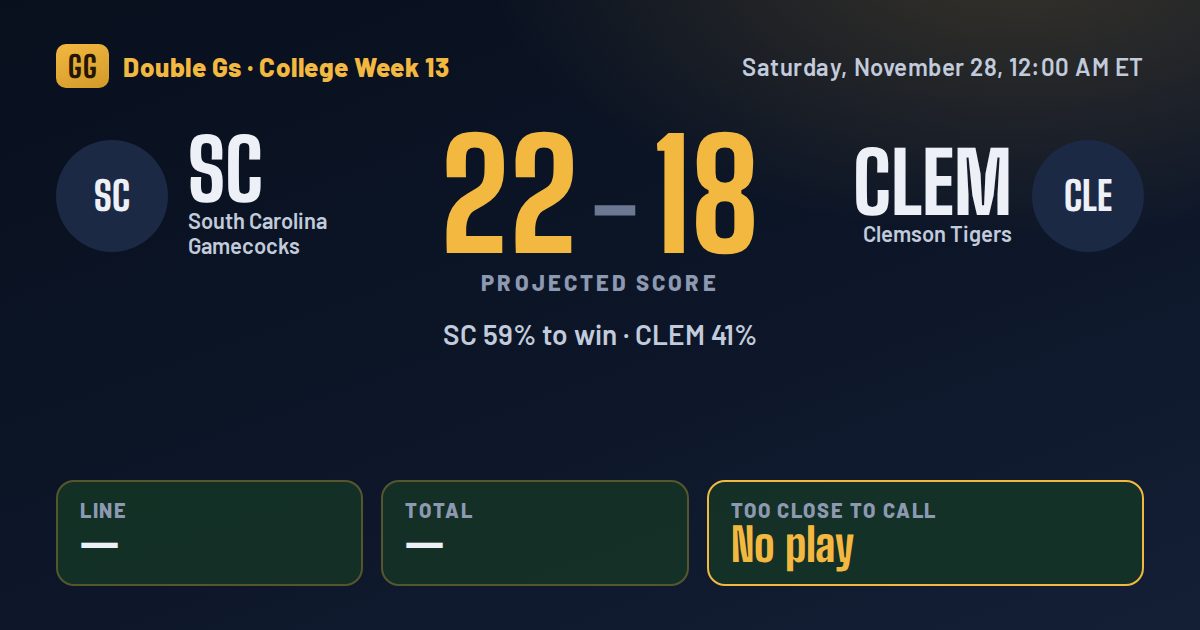 GG
Double Gs · College Week 13
Saturday, November 28, 12:00 AM ET
SC
SC
South Carolina
Gamecocks
22 – 18
PROJECTED SCORE
SC 59% to win · CLEM 41%
CLEM
Clemson Tigers
CLE
LINE
—
TOTAL
—
TOO CLOSE TO CALL
No play